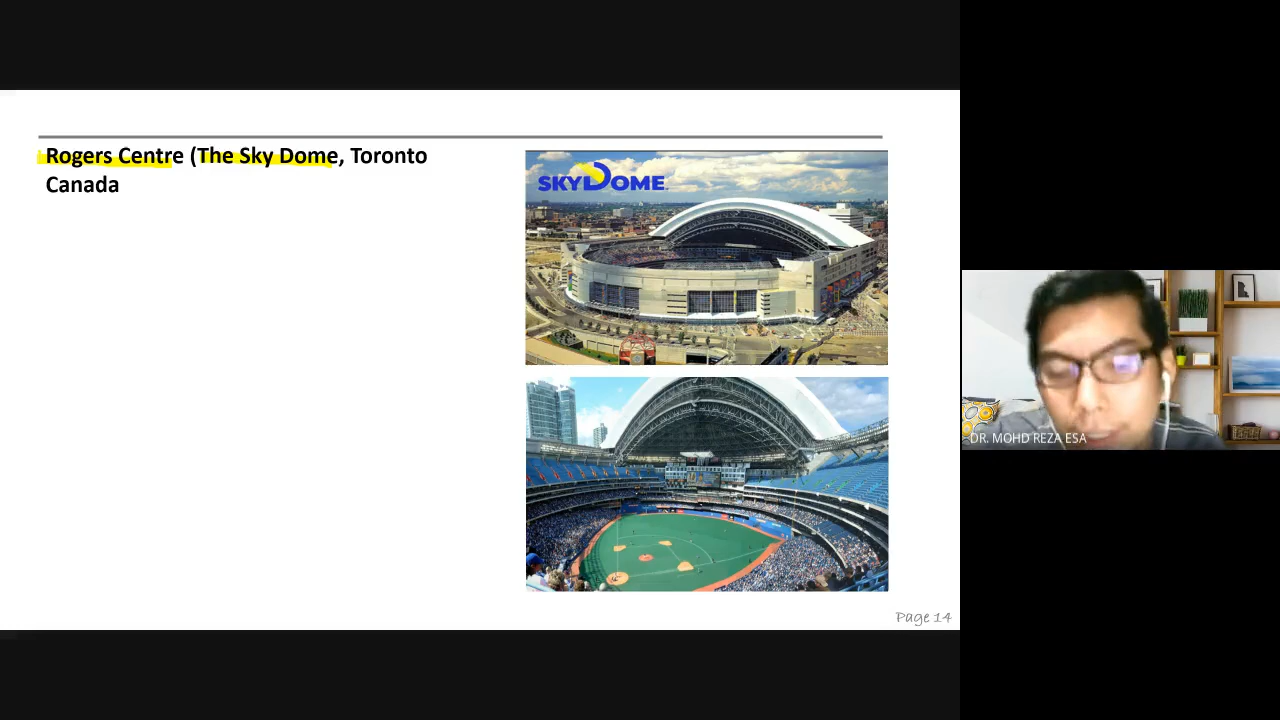 Rogers Centre (The Sky Dome, Toronto
Canada
SKYDOME
DR. MOHD REZA ESA
Page 14